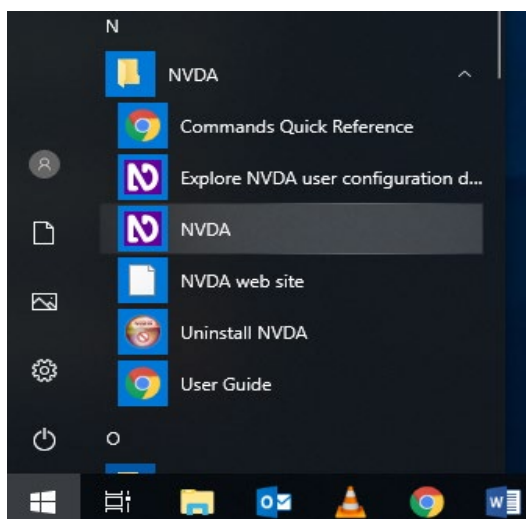 N
NVDA
Commands Quick Reference
Explore NVDA user configuration d...
NVDA
NVDA web site
Uninstall NVDA
User Guide
O